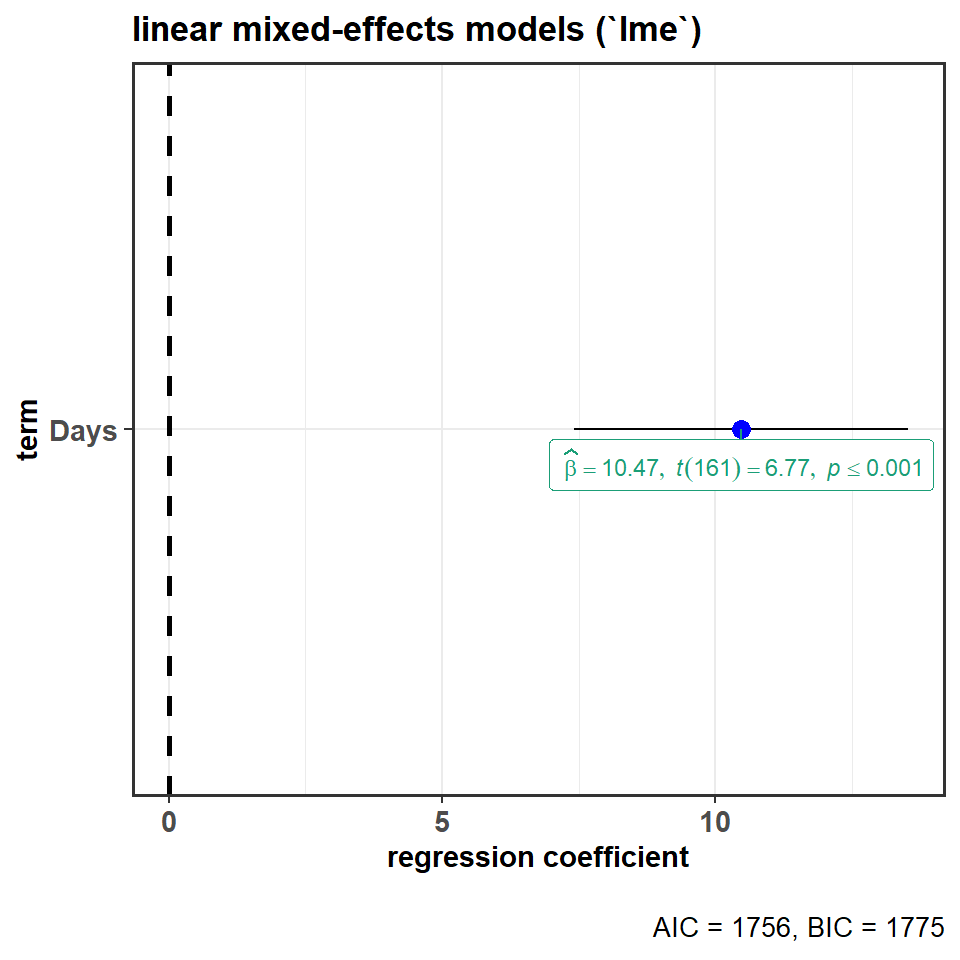 linear mixed-effects models (`lme`)
term
Days
β̂ = 10.47, t(161) = 6.77, p ≤ 0.001
0 5 10
regression coefficient
AIC = 1756, BIC = 1775